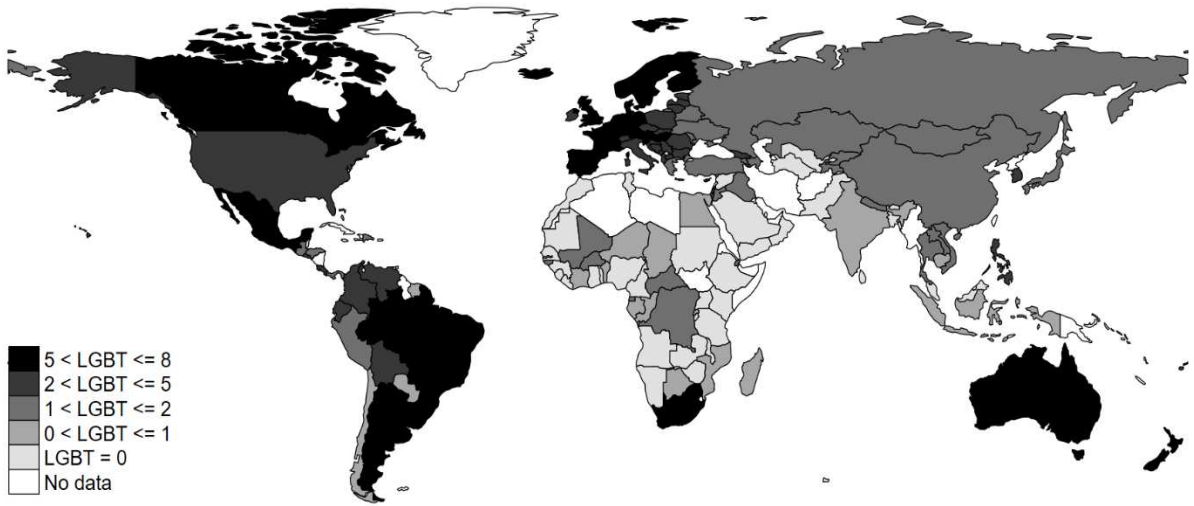 5 < LGBT <= 8
2 < LGBT <= 5
1 < LGBT <= 2
0 < LGBT <= 1
LGBT = 0
No data